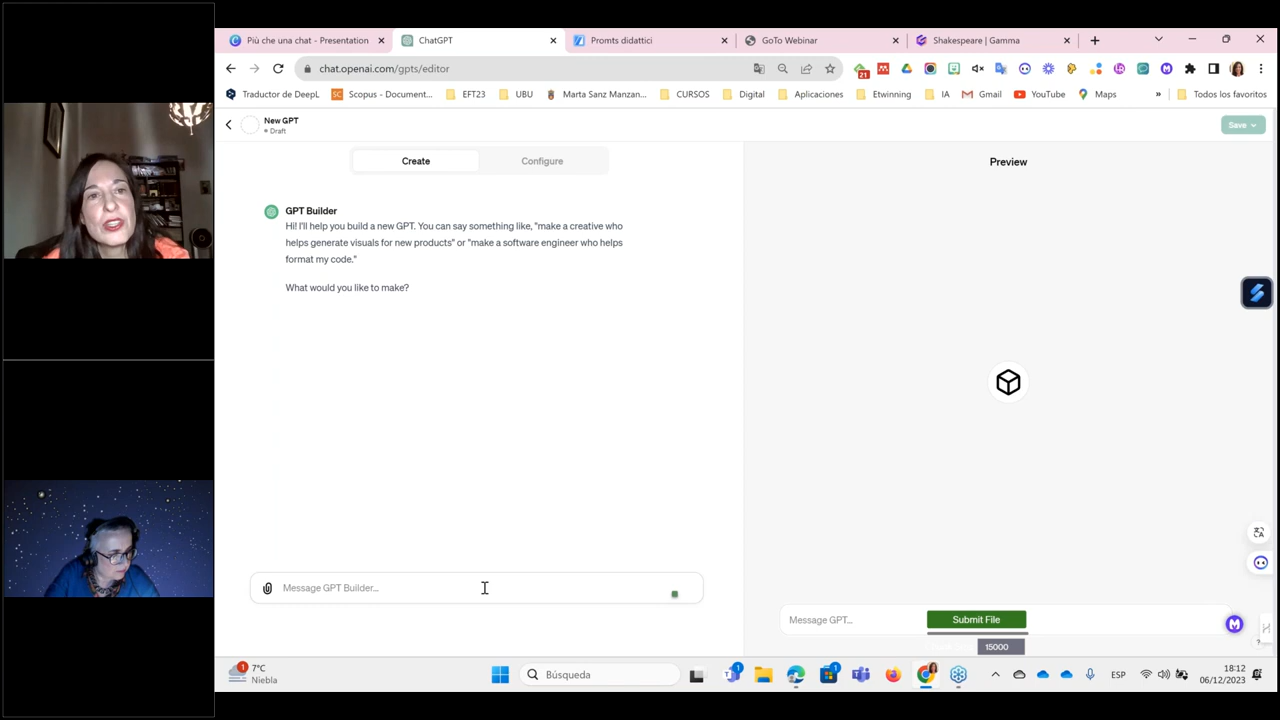 Più che una chat - Presentation
ChatGPT
Promts didattici
GoTo Webinar
Shakespeare | Gamma
chat.openai.com/gpts/editor
21
Traductor de DeepL
SC
Scopus - Document...
EFT23
UBU
Marta Sanz Manzan...
CURSOS
Digital
Aplicaciones
Etwinning
IA
Gmail
YouTube
Maps
»
Todos los favoritos
New GPT
Draft
Save
Create
Configure
Preview
GPT Builder
Hi! I'll help you build a new GPT. You can say something like, "make a creative who
helps generate visuals for new products" or "make a software engineer who helps
format my code."
What would you like to make?
Message GPT Builder...
Message GPT...
Submit File
15000
?
1
7°C
Niebla
Búsqueda
1
1
ESP
18:12
06/12/2023